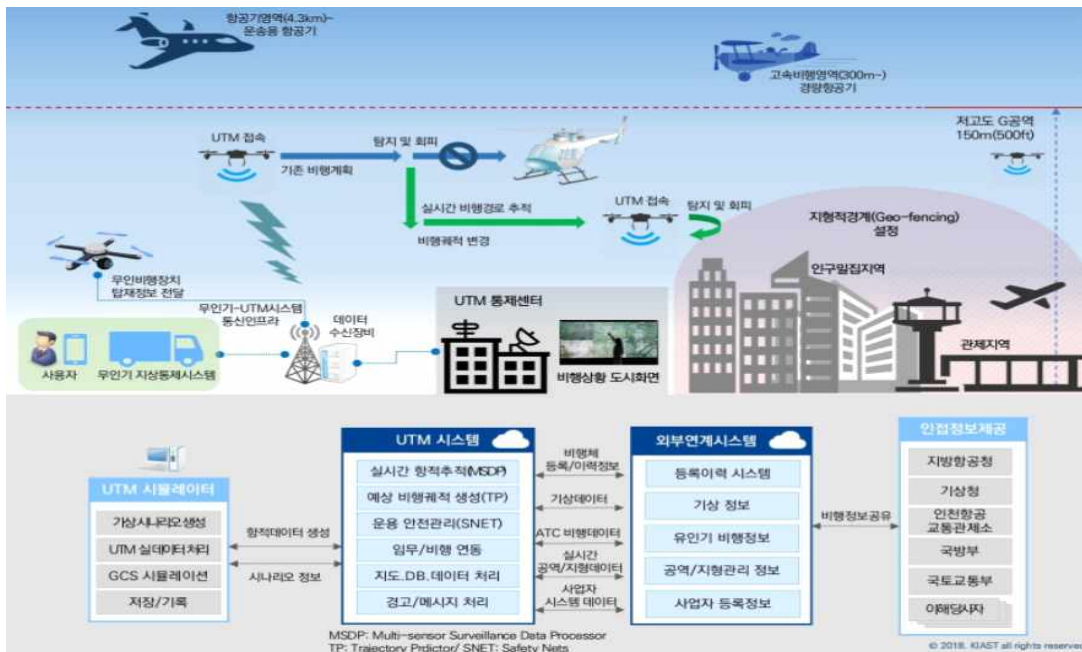 항공기영역(4.3km)-
운송용 항공기
고속비행영역(300m~)
경량항공기
저고도 G공역
150m(500ft)
UTM 접속
탐지 및 회피
기존 비행계획
실시간 비행경로 추적
비행궤적 변경
UTM 접속
탐지 및 회피
지형적경계(Geo-fencing)
설정
인구밀집지역
무인비행장치
탑재정보 전달
무인기-UTM시스템
통신인프라
데이터
수신장비
UTM 통제센터
사용자
무인기 지상통제시스템
비행상황 도시화면
관제지역
UTM 시뮬레이터
가상시나리오생성
UTM 실데이터처리
GCS 시뮬레이션
저장/기록
항적데이터 생성
시나리오 정보
UTM 시스템
실시간 항적추적(MSDP)
예상 비행궤적 생성(TP)
운용 안전관리(SNET)
임무/비행 연동
지도.DB.데이터 처리
경고/메시지 처리
비행체
등록/이력정보
기상데이터
ATC 비행데이터
실시간
공역/지형데이터
사업자
시스템 데이터
외부연계시스템
등록이력 시스템
기상 정보
유인기 비행정보
공역/지형관리 정보
사업자 등록정보
비행정보공유
인접정보제공
지방항공청
기상청
인천항공
교통관제소
국방부
국토교통부
이해당사자
MSDP: Multi-sensor Surveillance Data Processor
TP: Trajectory Prdictor/ SNET: Safety Nets
© 2018. KIAST all rights reserved